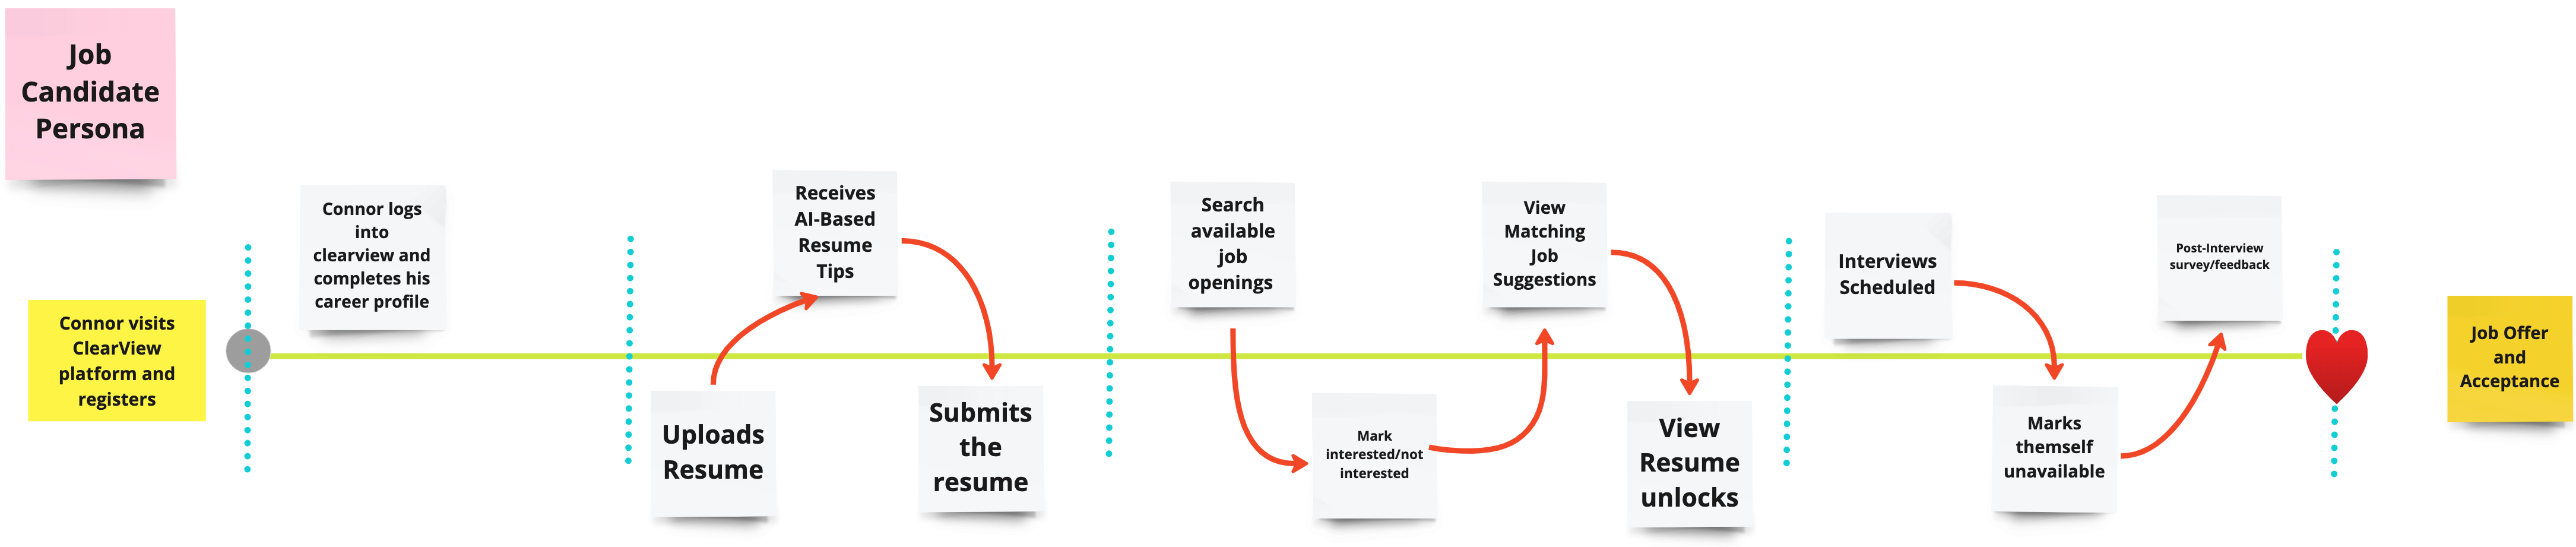 Job
Candidate
Persona
Connor visits
ClearView
platform and
registers
Connor logs
into
clearview and
completes his
career profile
Uploads
Resume
Receives
AI-Based
Resume
Tips
Submits
the
resume
Search
available
job
openings
Mark
interested/not
interested
View
Matching
Job
Suggestions
View
Resume
unlocks
Interviews
Scheduled
Marks
themself
unavailable
Post-Interview
survey/feedback
Job Offer
and
Acceptance